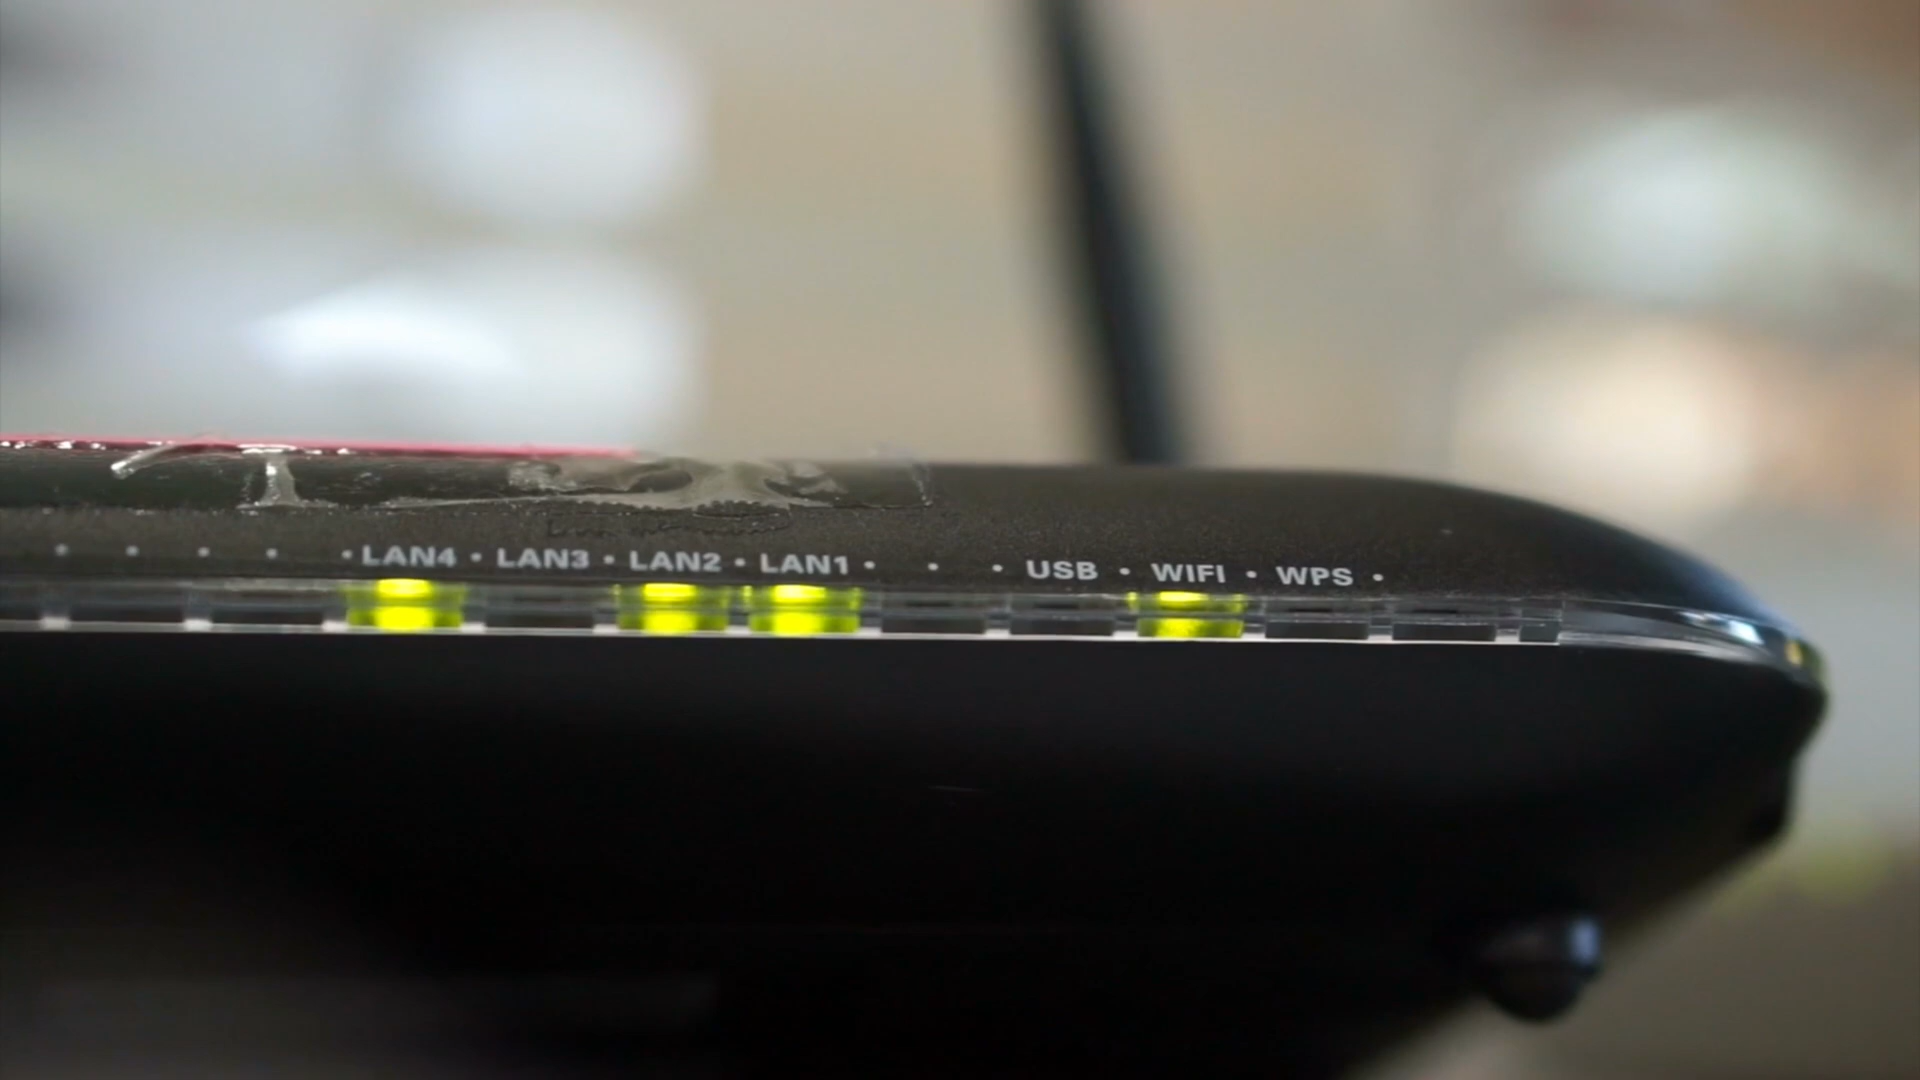 • • • • • LAN4 • LAN3 • LAN2 • LAN1 • • • USB • WIFI • WPS •